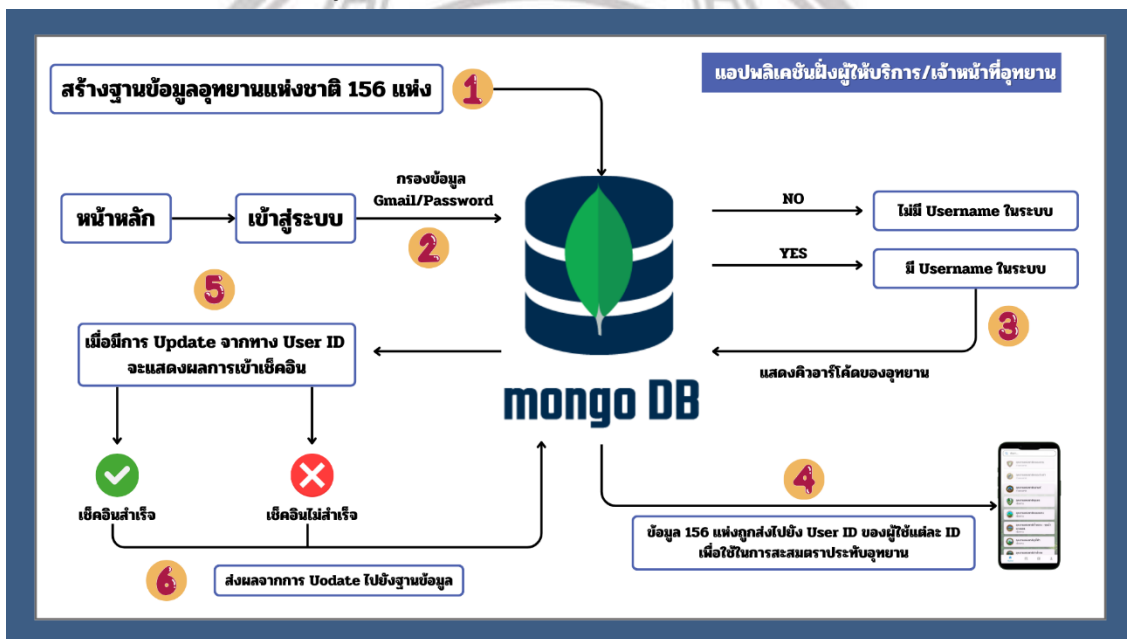 สร้างฐานข้อมูลอุทยานแห่งชาติ 156 แห่ง
1
แอปพลิเคชันฝั่งผู้ให้บริการ/เจ้าหน้าที่อุทยาน
หน้าหลัก
เข้าสู่ระบบ
กรองข้อมูล
Gmail/Password
2
NO
ไม่มี Username ในระบบ
YES
มี Username ในระบบ
3
แสดงคิวอาร์โค้ดของอุทยาน
mongo DB
5
เมื่อมีการ Update จากทาง User ID
จะแสดงผลการเข้าเช็คอิน
เช็คอินสำเร็จ
เช็คอินไม่สำเร็จ
4
ข้อมูล 156 แห่งถูกส่งไปยัง User ID ของผู้ใช้แต่ละ ID
เพื่อใช้ในการสะสมตราประทับอุทยาน
6
ส่งผลจากการ Uodate ไปยังฐานข้อมูล